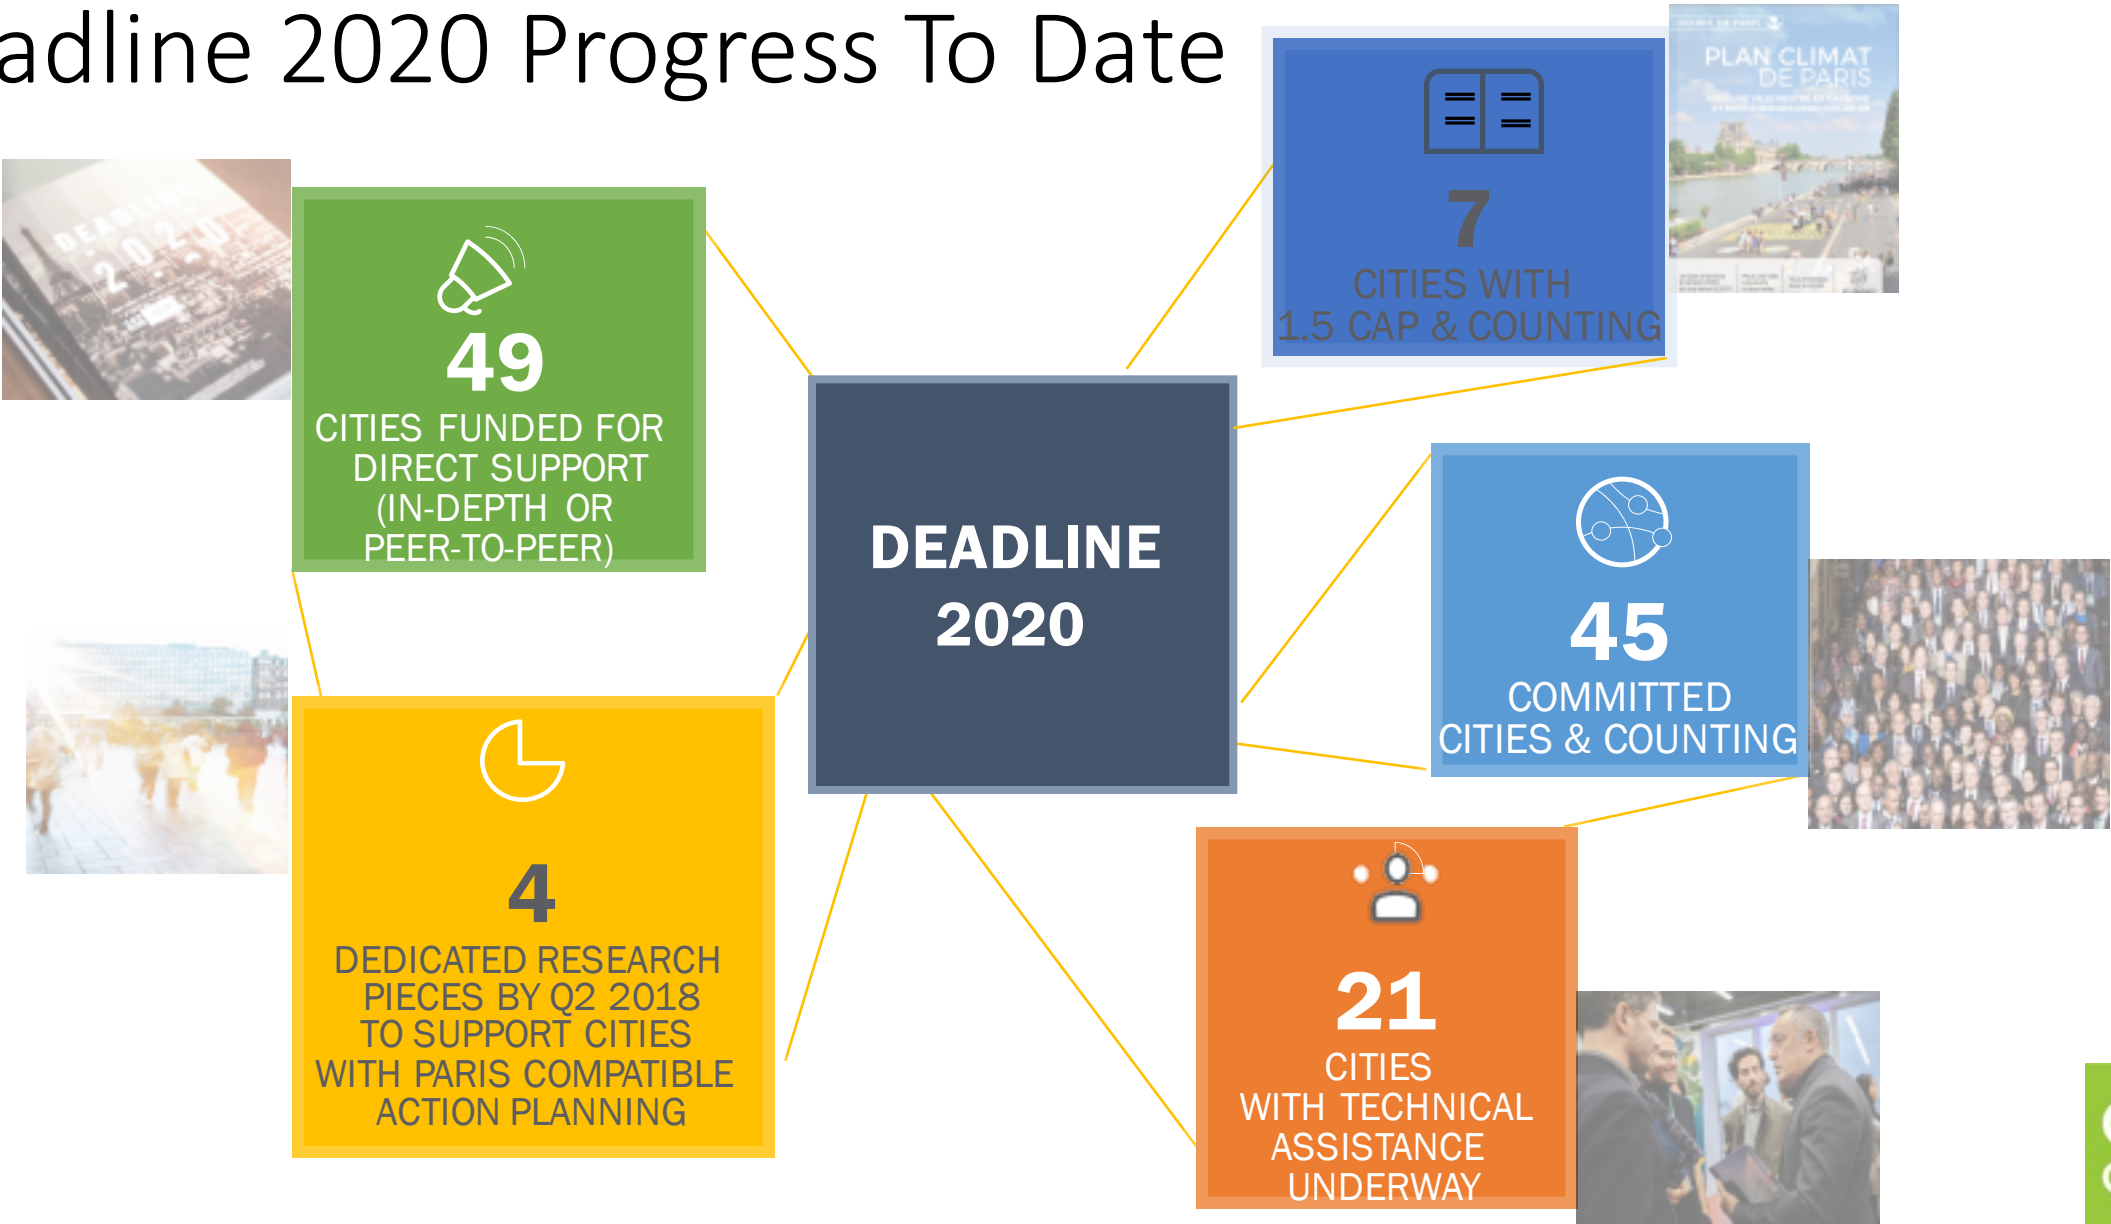 adline 2020 Progress To Date
PLAN CLIMAT
DE PARIS
DEADLINE
2020
7
CITIES WITH
1.5 CAP & COUNTING
49
CITIES FUNDED FOR
DIRECT SUPPORT
(IN-DEPTH OR
PEER-TO-PEER)
DEADLINE
2020
45
COMMITTED
CITIES & COUNTING
4
DEDICATED RESEARCH
PIECES BY Q2 2018
TO SUPPORT CITIES
WITH PARIS COMPATIBLE
ACTION PLANNING
21
CITIES
WITH TECHNICAL
ASSISTANCE
UNDERWAY